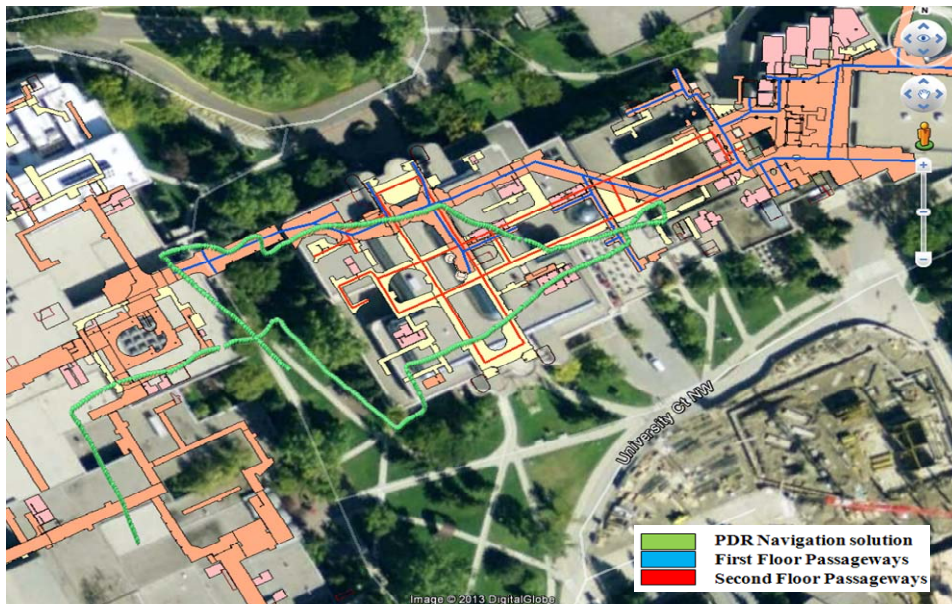 N
University Ct NW
PDR Navigation solution
First Floor Passageways
Second Floor Passageways
Image © 2013 DigitalGlobe